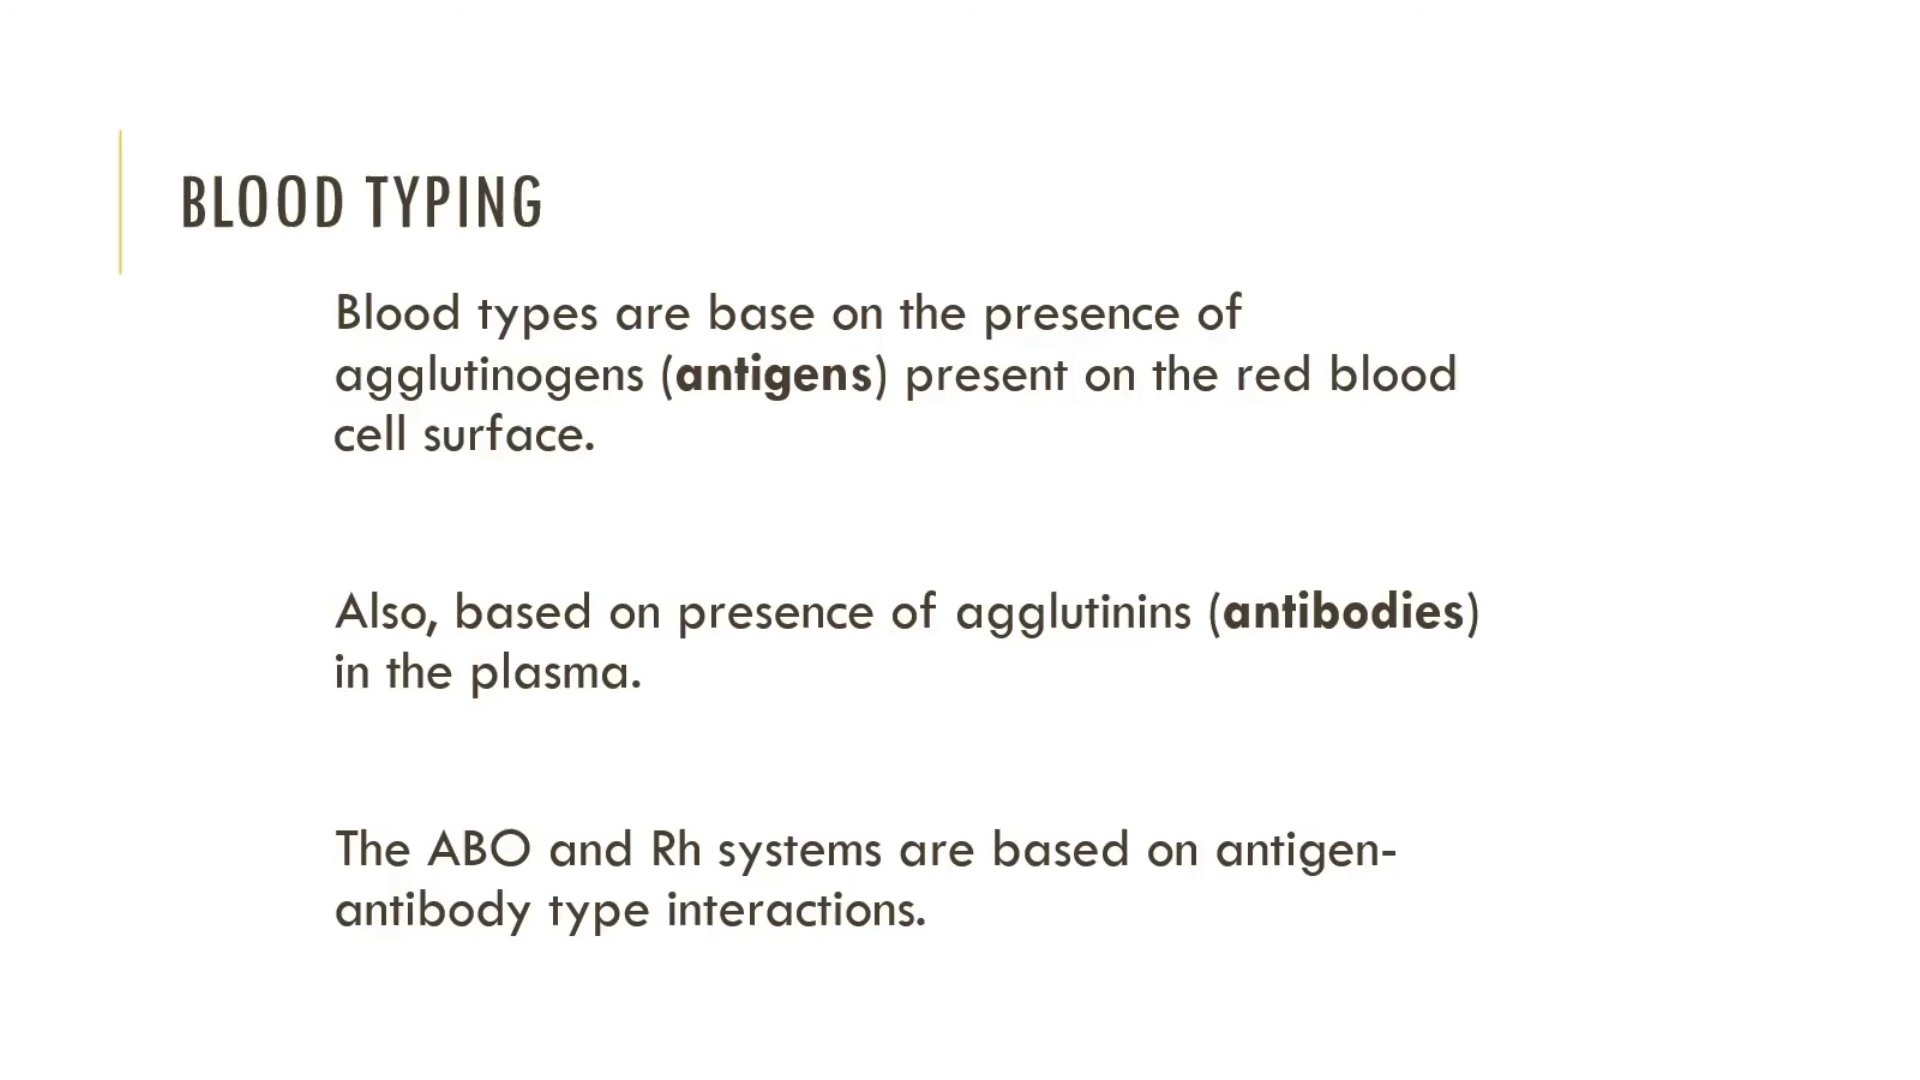 BLOOD TYPING
Blood types are base on the presence of
agglutinogens (antigens) present on the red blood
cell surface.
Also, based on presence of agglutinins (antibodies)
in the plasma.
The ABO and Rh systems are based on antigen-
antibody type interactions.